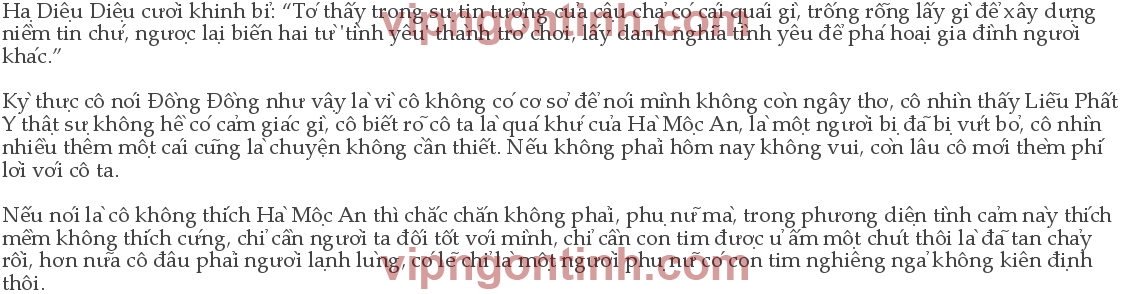 Hạ Diệu Diệu cười khinh bỉ: “Tớ thấy trong sự tin tưởng của cậu chả có cái quái gì, trống rỗng lấy gì để xây dựng
niềm tin chứ, ngược lại biến hai từ 'tình yêu' thành trò chơi, lấy danh nghĩa tình yêu để phá hoại gia đình người
khác.”
Kỳ thực cô nói Đồng Đồng như vậy là vì cô không có cơ sở để nói mình không còn ngây thơ, cô nhìn thấy Liễu Phất
Y thật sự không hề có cảm giác gì, cô biết rõ cô ta là quá khứ của Hà Mộc An, là một người bị đã bị vứt bỏ, cô nhìn
nhiều thêm một cái cũng là chuyện không cần thiết. Nếu không phải hôm nay không vui, còn lâu cô mới thèm phí
lời với cô ta.
Nếu nói là cô không thích Hà Mộc An thì chắc chắn không phải, phụ nữ mà, trong phương diện tình cảm này thích
mềm không thích cứng, chỉ cần người ta đối tốt với mình, chỉ cần con tim được ủ ấm một chút thôi là đã tan chảy
rồi, hơn nữa cô đâu phải người lạnh lùng, có lẽ chỉ là một người phụ nữ có con tim nghiêng ngả không kiên định
thôi.
vipngontinh.com
vipngontinh.com